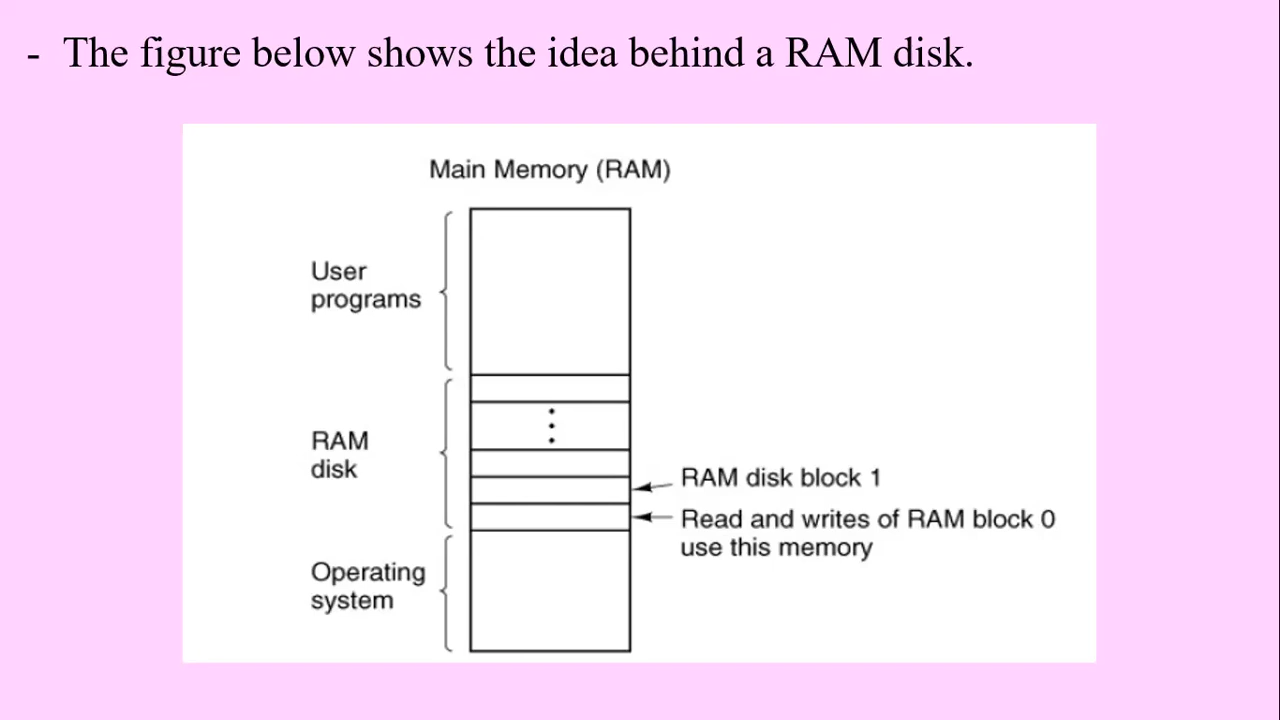 - The figure below shows the idea behind a RAM disk.
Main Memory (RAM)
User
programs
RAM
disk
RAM disk block 1
Read and writes of RAM block 0
use this memory
Operating
system